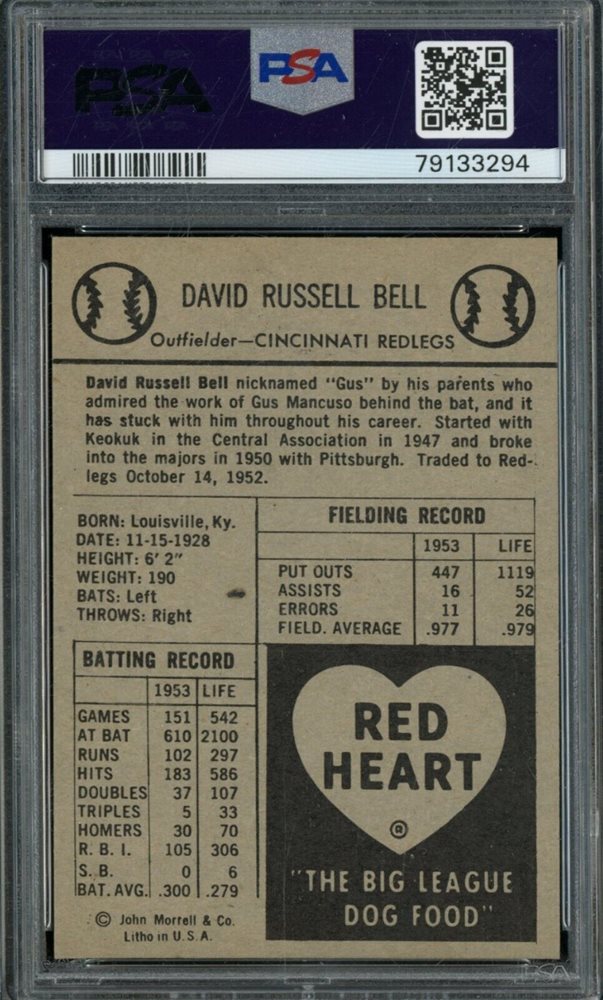 PSA
PSA
79133294
DAVID RUSSELL BELL
Outfielder—CINCINNATI REDLEGS
David Russell Bell nicknamed "Gus" by his parents who
admired the work of Gus Mancuso behind the bat, and it
has stuck with him throughout his career. Started with
Keokuk in the Central Association in 1947 and broke
into the majors in 1950 with Pittsburgh. Traded to Red-
legs October 14, 1952.
BORN: Louisville, Ky.
DATE: 11-15-1928
HEIGHT: 6' 2"
WEIGHT: 190
BATS: Left
THROWS: Right
FIELDING RECORD
1953 LIFE
PUT OUTS 447 1119
ASSISTS 16 52
ERRORS 11 26
FIELD. AVERAGE .977 .979
BATTING RECORD
1953 LIFE
GAMES 151 542
AT BAT 610 2100
RUNS 102 297
HITS 183 586
DOUBLES 37 107
TRIPLES 5 33
HOMERS 30 70
R. B. I. 105 306
S. B. 0 6
BAT. AVG. .300 .279
© John Morrell & Co.
Litho in U. S. A.
RED
HEART
®
"THE BIG LEAGUE
DOG FOOD"
PSA